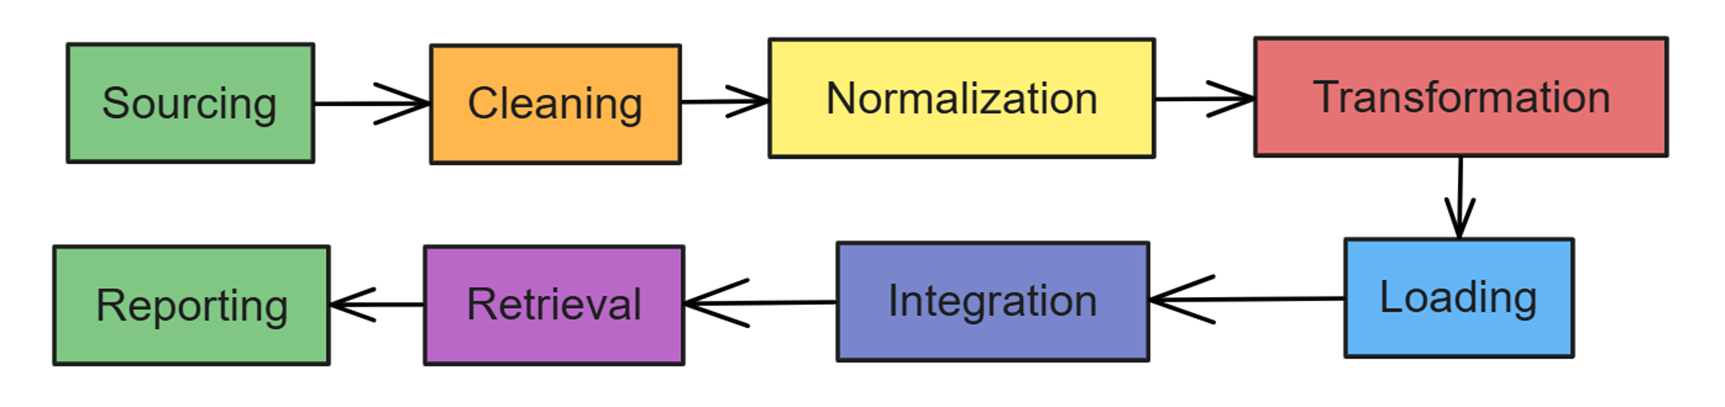 Sourcing
Cleaning
Normalization
Transformation
Loading
Integration
Retrieval
Reporting